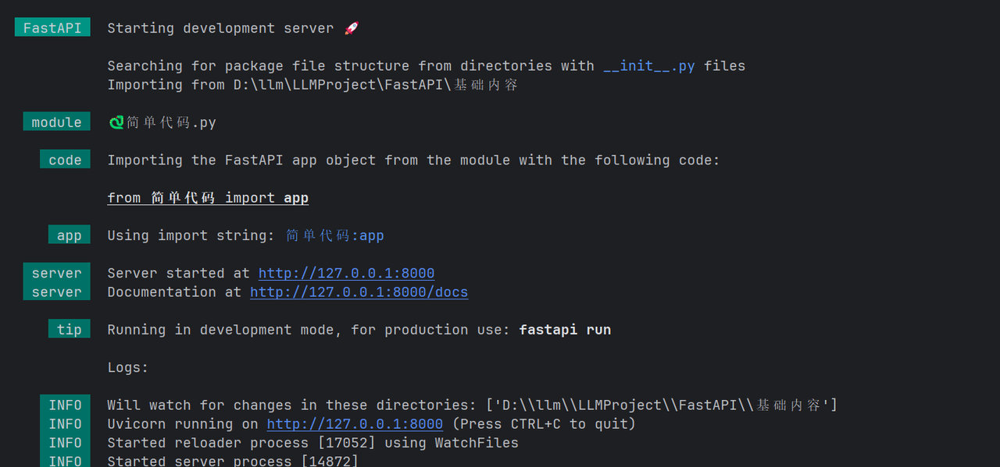 FastAPI Starting development server 🚀
Searching for package file structure from directories with __init__.py files
Importing from D:\llm\LLMProject\FastAPI\基础内容
module 🐍简单代码.py
code Importing the FastAPI app object from the module with the following code:
from 简单代码 import app
app Using import string: 简单代码:app
server Server started at http://127.0.0.1:8000
server Documentation at http://127.0.0.1:8000/docs
tip Running in development mode, for production use: fastapi run
Logs:
INFO Will watch for changes in these directories: ['D:\\llm\\LLMProject\\FastAPI\\基础内容']
INFO Uvicorn running on http://127.0.0.1:8000 (Press CTRL+C to quit)
INFO Started reloader process [17052] using WatchFiles
INFO Started server process [14872]